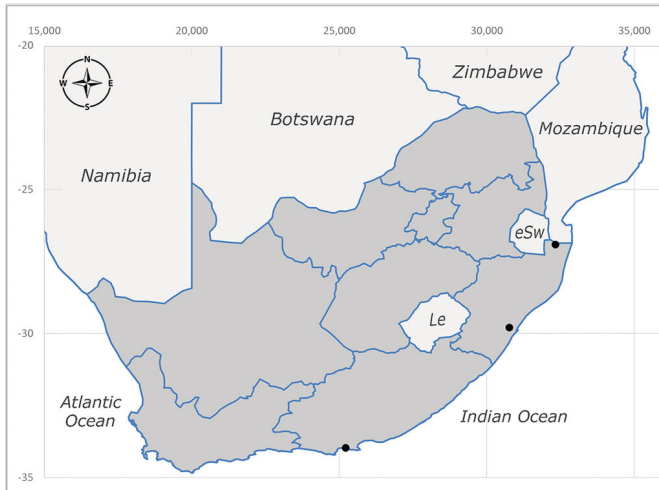 15,000 20,000 25,000 30,000 35,000
-20
N
W E
S
Zimbabwe
Botswana
Mozambique
Namibia
-25
eSw
Le
-30
Atlantic
Ocean
Indian Ocean
-35